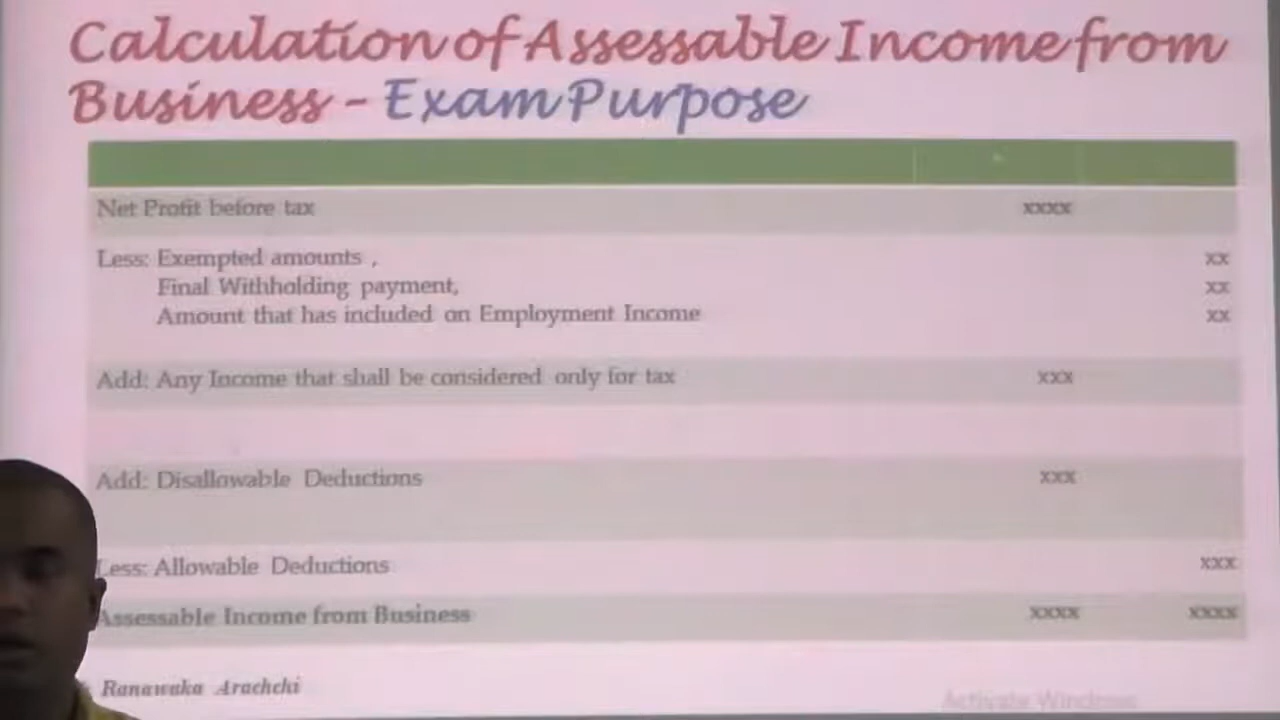 Calculation of Assessable Income from
Business - Exam Purpose
Net Profit before tax xxxx
Less: Exempted amounts , xx
Final Withholding payment, xx
Amount that has included on Employment Income xx
Add: Any Income that shall be considered only for tax xxx
Add: Disallowable Deductions xxx
Less: Allowable Deductions xxx
Assessable Income from Business xxxx xxxx
Ranawaka Arachchi
Activate Windows